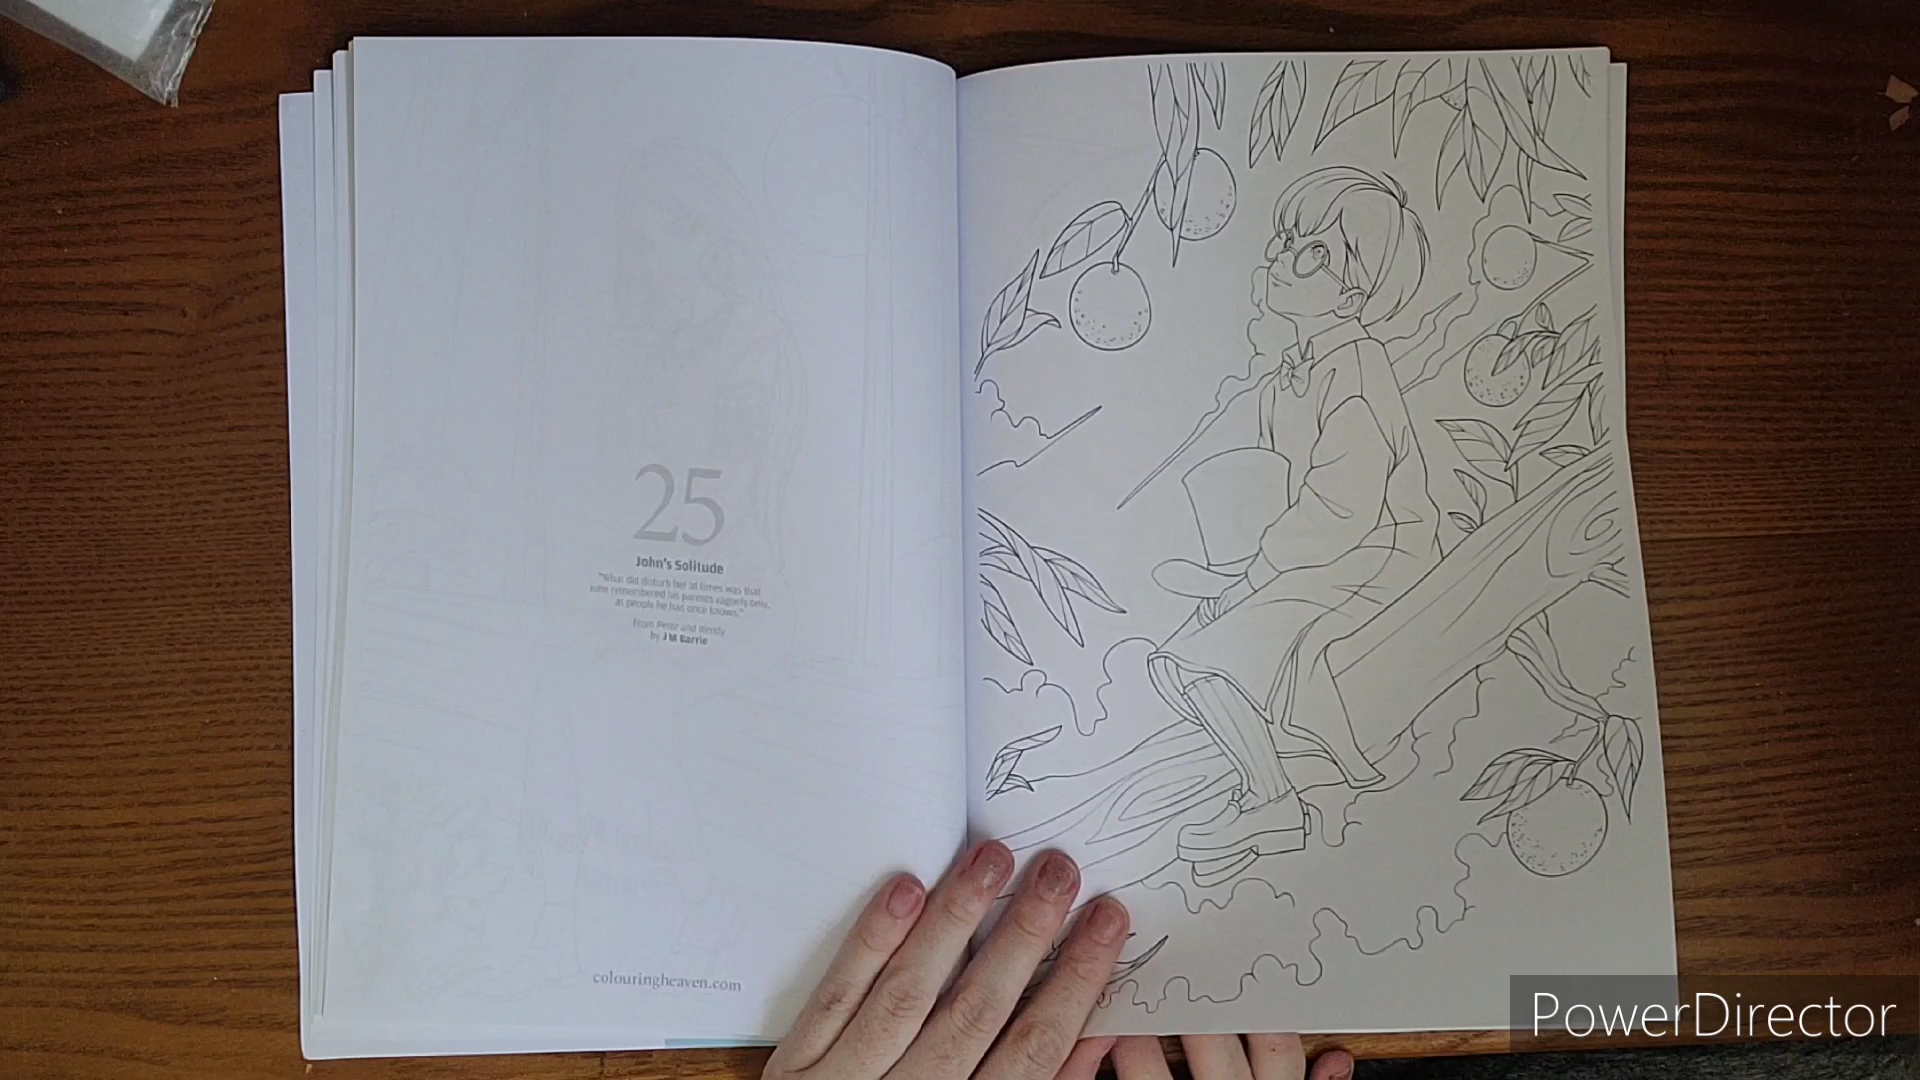 25
John's Solitude
"What did disturb her at times was that
John remembered his parents vaguely only,
as people he had once known."
From Peter and Wendy
by J M Barrie
colouringheaven.com
PowerDirector